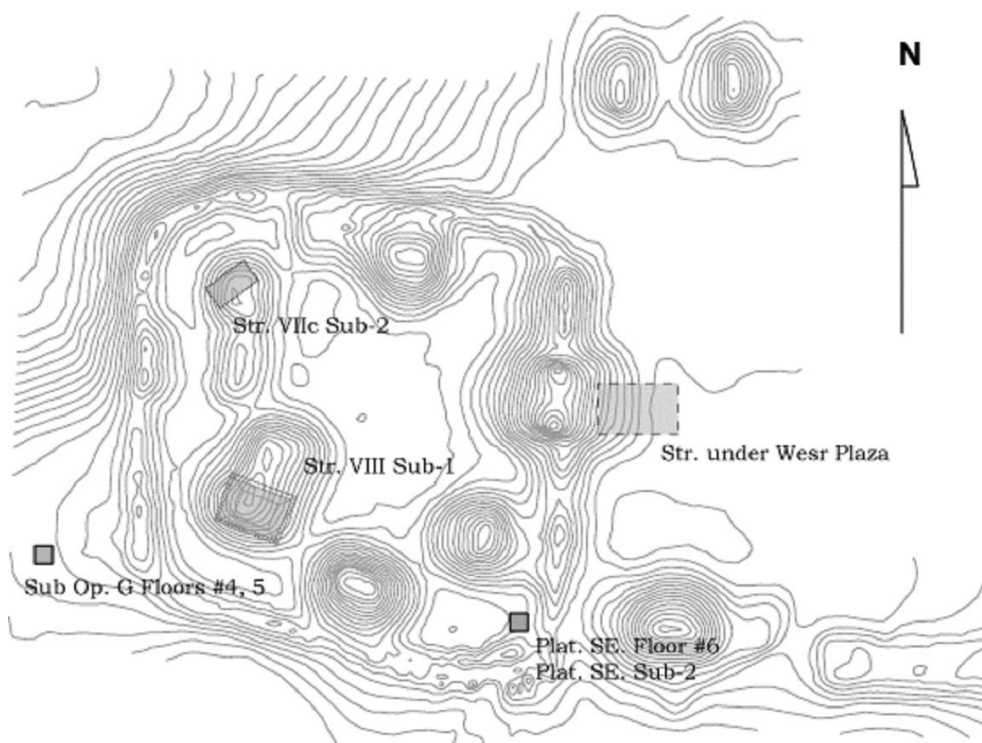 N
Str. VIIc Sub-2
Str. under Wesr Plaza
Str. VIII Sub-1
Sub Op. G Floors #4, 5
Plat. SE. Floor #6
Plat. SE. Sub-2